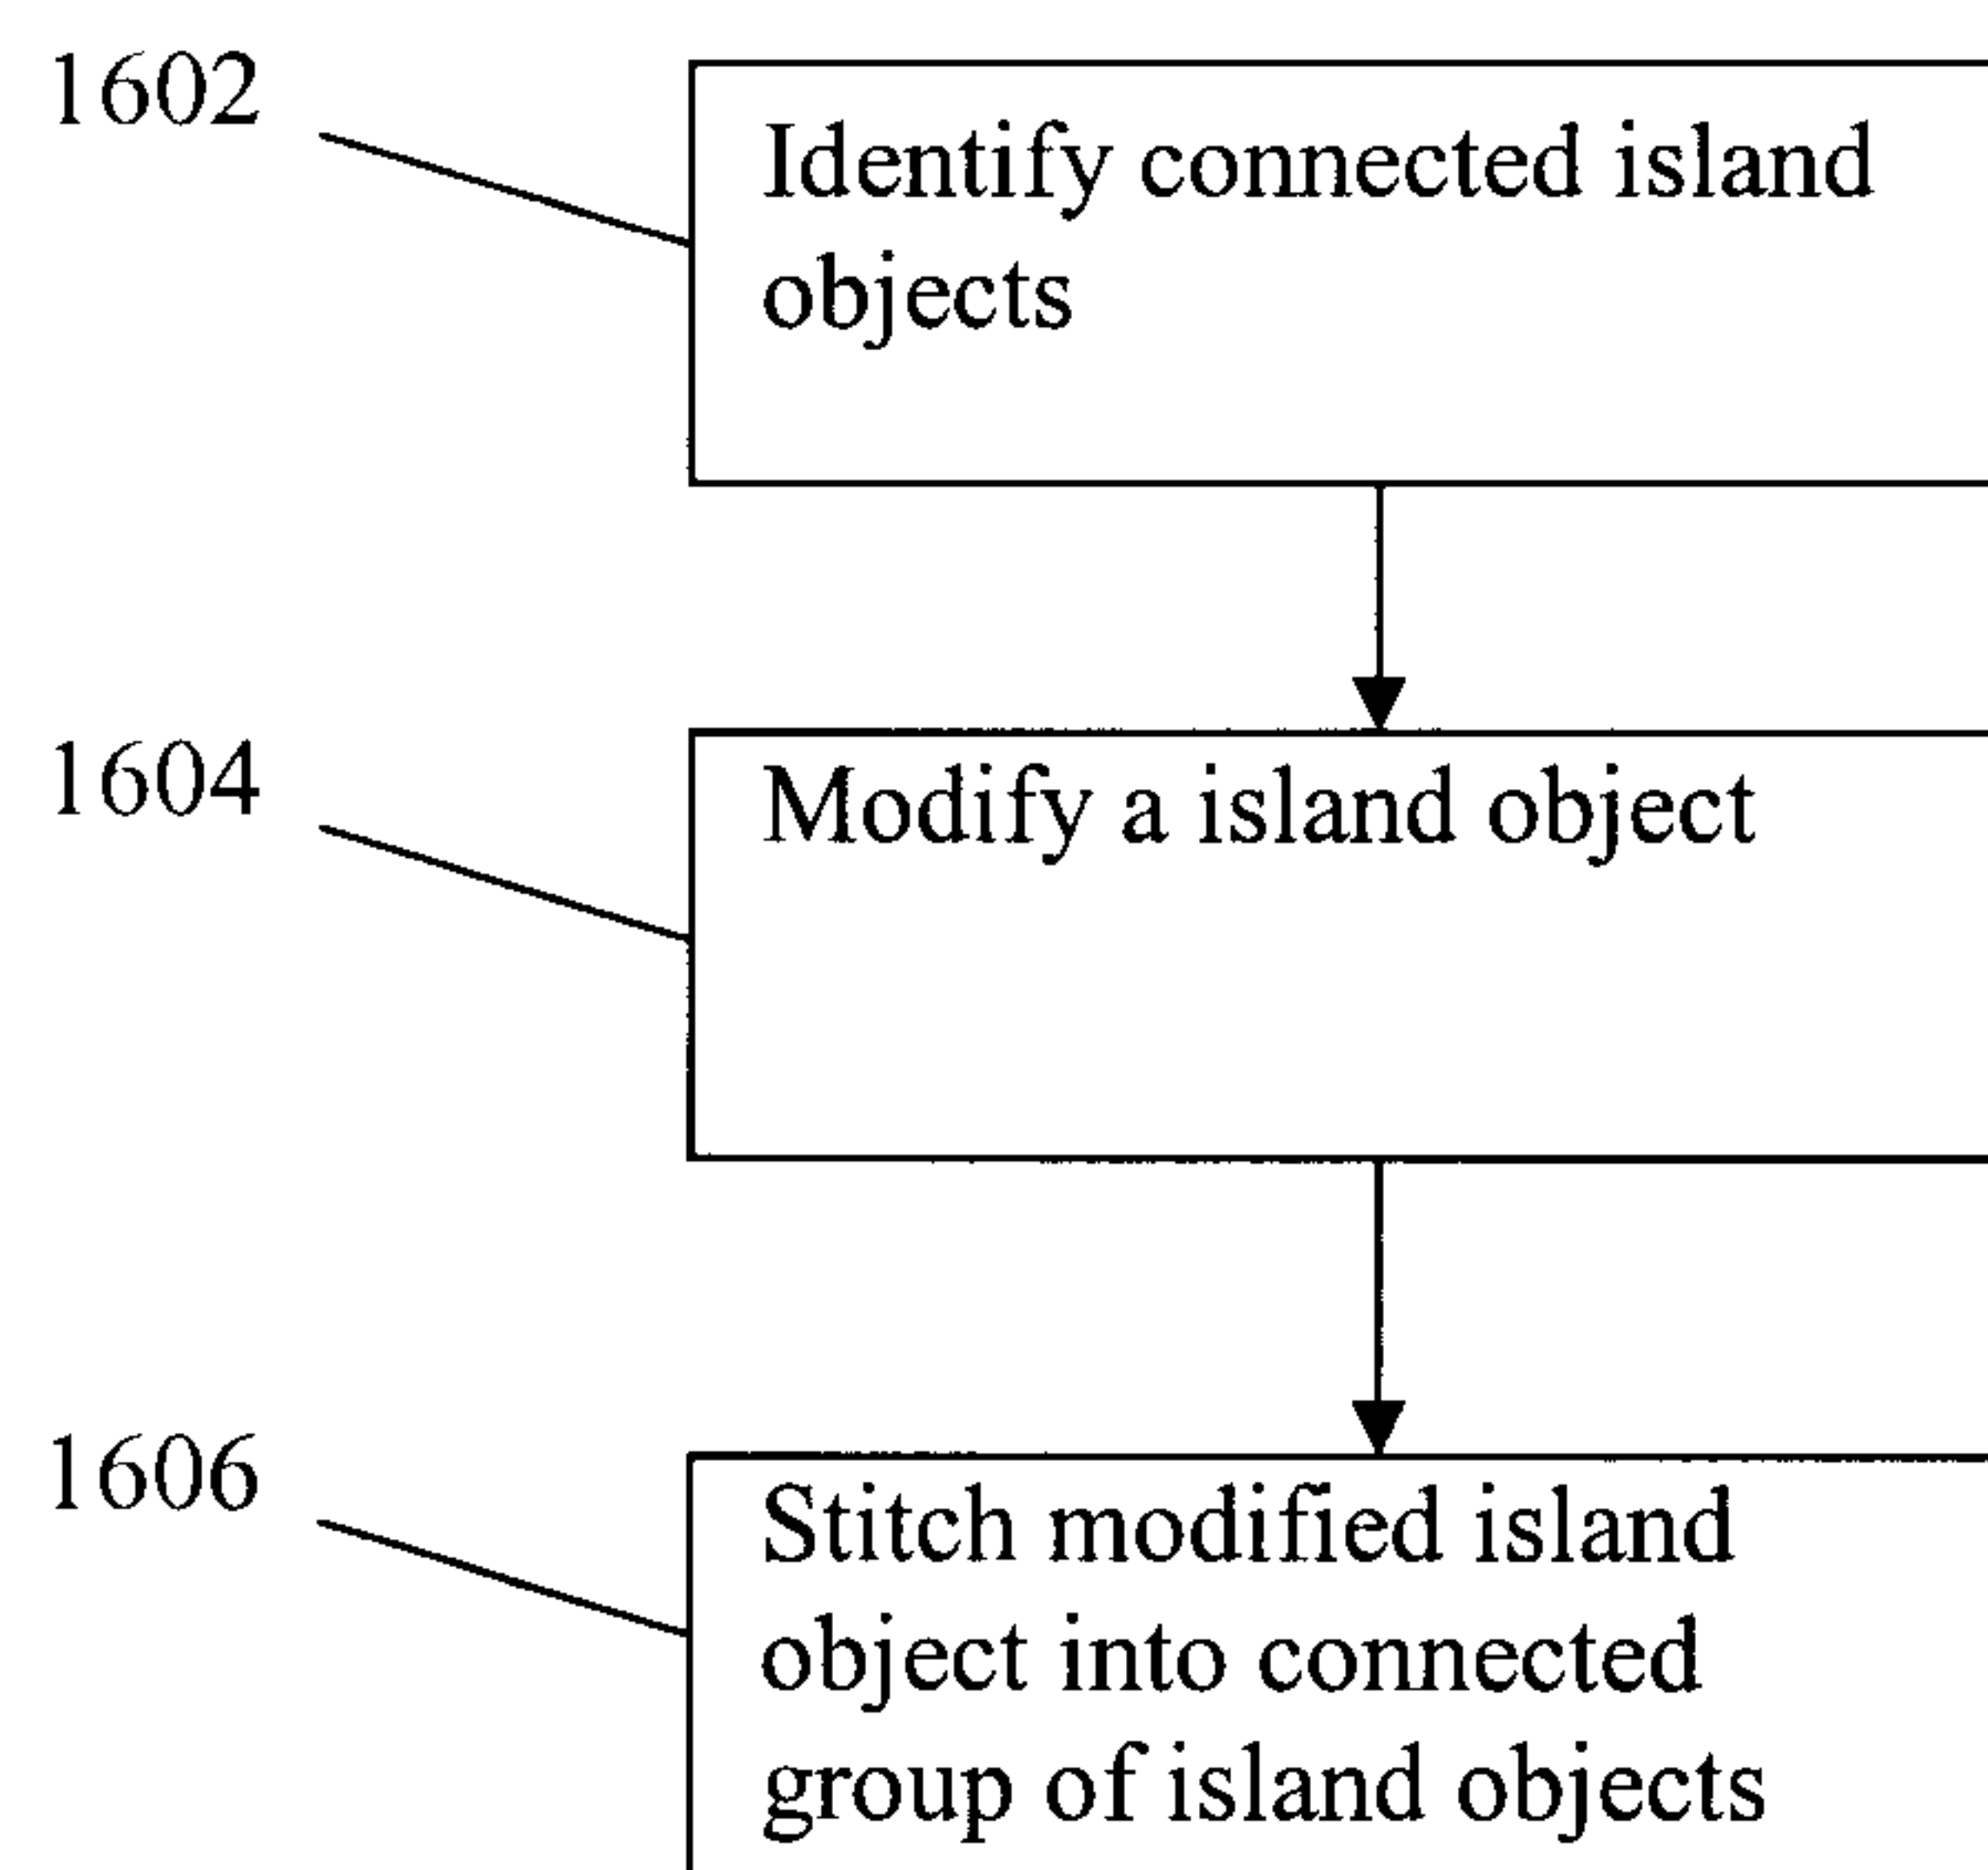 1602
Identify connected island
objects
1604
Modify a island object
1606
Stitch modified island
object into connected
group of island objects